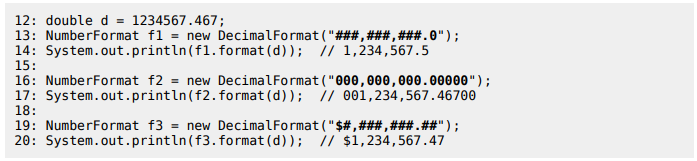 12: double d = 1234567.467;
13: NumberFormat f1 = new DecimalFormat("###,###,###.0");
14: System.out.println(f1.format(d));  // 1,234,567.5
15:
16: NumberFormat f2 = new DecimalFormat("000,000,000.00000");
17: System.out.println(f2.format(d));  // 001,234,567.46700
18:
19: NumberFormat f3 = new DecimalFormat("$#,###,###.##");
20: System.out.println(f3.format(d));  // $1,234,567.47